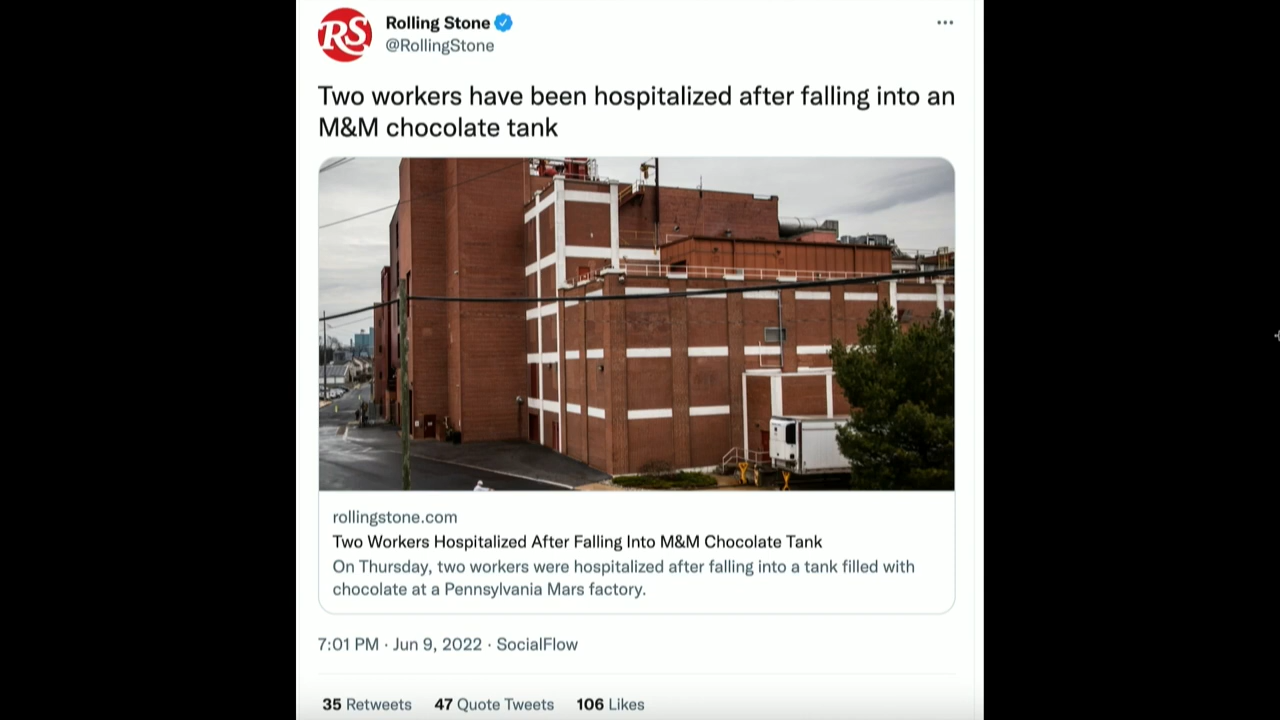 RS
Rolling Stone
@RollingStone
Two workers have been hospitalized after falling into an
M&M chocolate tank
rollingstone.com
Two Workers Hospitalized After Falling Into M&M Chocolate Tank
On Thursday, two workers were hospitalized after falling into a tank filled with
chocolate at a Pennsylvania Mars factory.
7:01 PM · Jun 9, 2022 · SocialFlow
35 Retweets 47 Quote Tweets 106 Likes